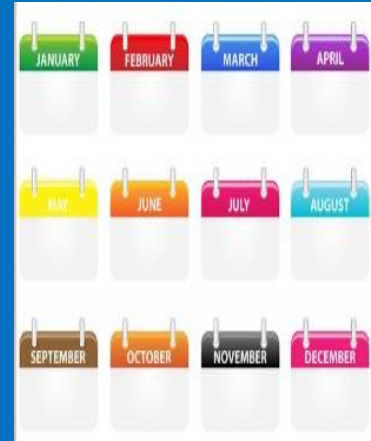 JANUARY
FEBRUARY
MARCH
APRIL
MAY
JUNE
JULY
AUGUST
SEPTEMBER
OCTOBER
NOVEMBER
DECEMBER